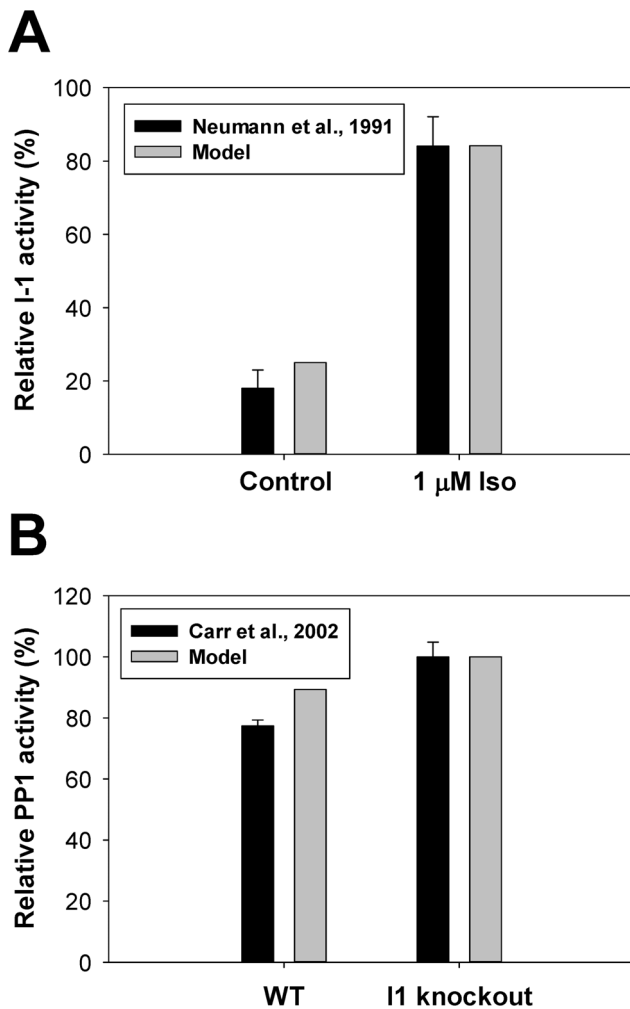 A
Relative I-1 activity (%)
100
80
60
40
20
0
Neumann et al., 1991
Model
Control
1 μM Iso
B
Relative PP1 activity (%)
120
100
80
60
40
20
0
Carr et al., 2002
Model
WT
I1 knockout